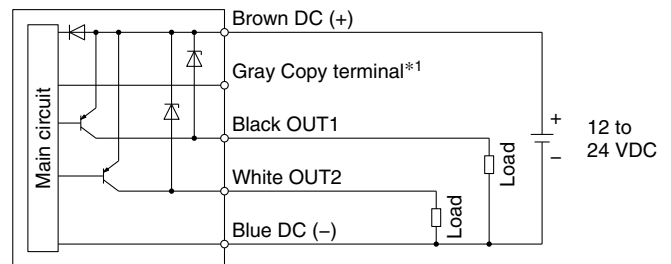 Brown DC (+)
Gray Copy terminal*1
Black OUT1
White OUT2
Blue DC (−)
Main circuit
Load
Load
+
−
12 to
24 VDC